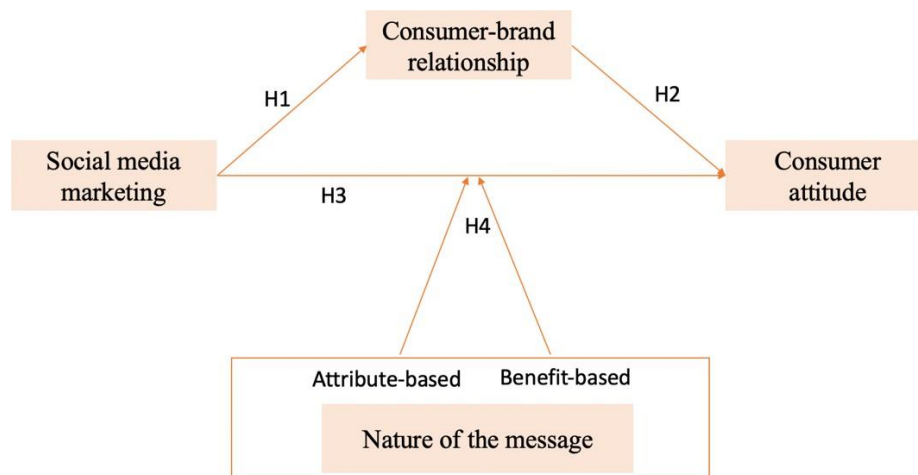 Consumer-brand
relationship
H1
H2
Social media
marketing
Consumer
attitude
H3
H4
Attribute-based
Benefit-based
Nature of the message